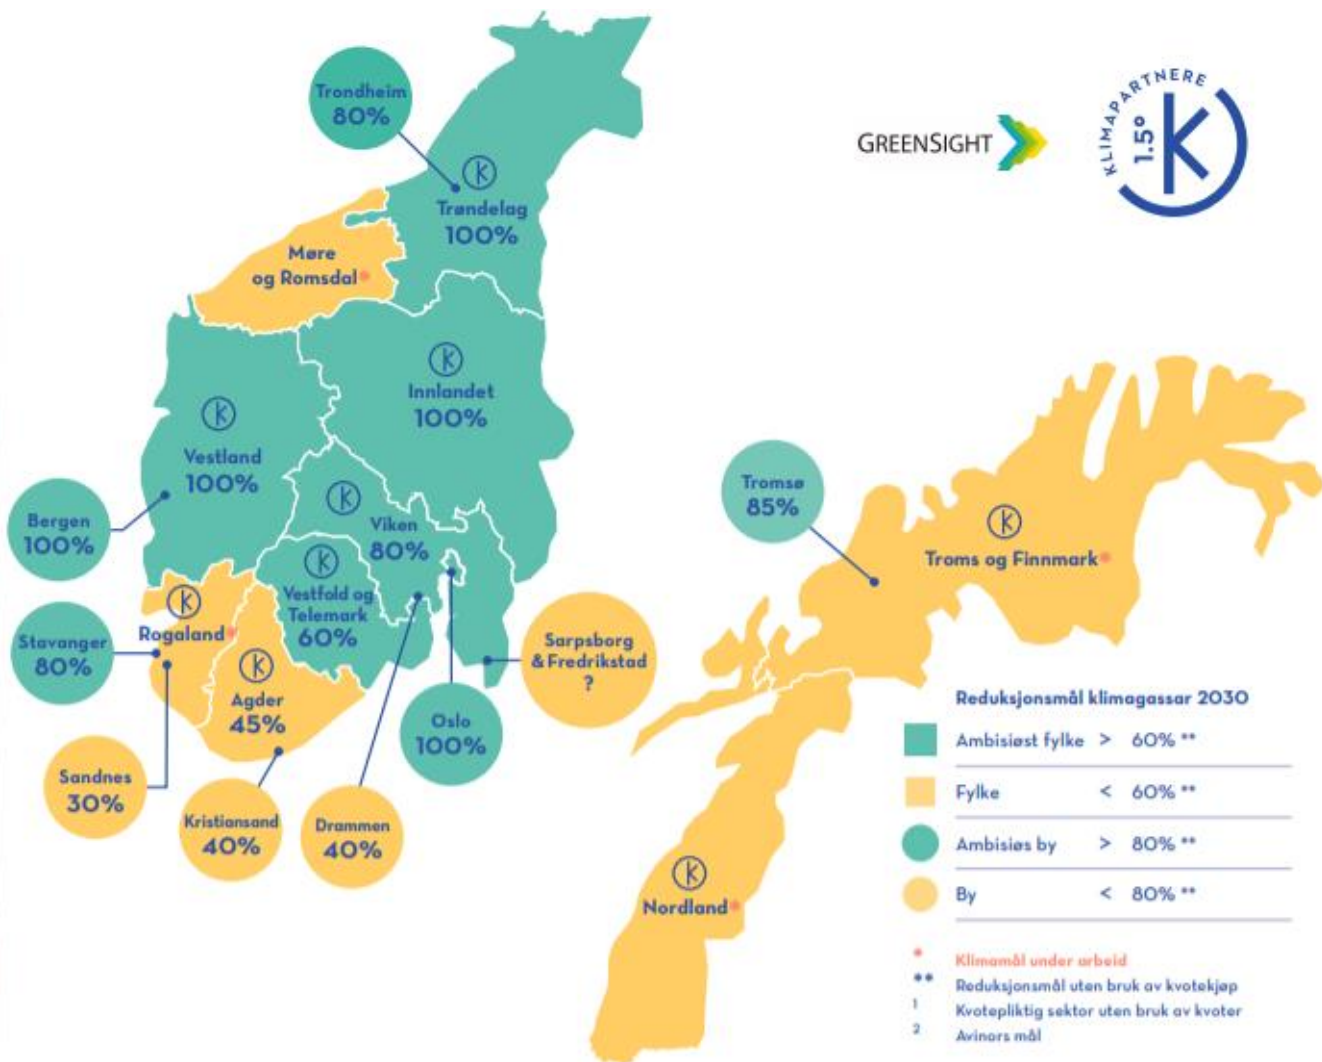 Trondheim
80%
Trøndelag
100%
Møre
og Romsdal*
Innlandet
100%
Vestland
100%
Bergen
100%
Viken
80%
Vestfold og
Telemark
60%
Rogaland*
Stavanger
80%
Agder
45%
Sandnes
30%
Kristiansand
40%
Drammen
40%
Oslo
100%
Sarpsborg
& Fredrikstad
?
GREENSIGHT
KLIMAPARTNERE
1.5°
K
Tromsø
85%
Troms og Finnmark*
Nordland*
Reduksjonsmål klimagassar 2030
Ambisiøst fylke > 60% **
Fylke < 60% **
Ambisiøs by > 80% **
By < 80% **
* Klimamål under arbeid
** Reduksjonsmål uten bruk av kvotekjøp
1 Kvotepliktig sektor uten bruk av kvoter
2 Avinors mål